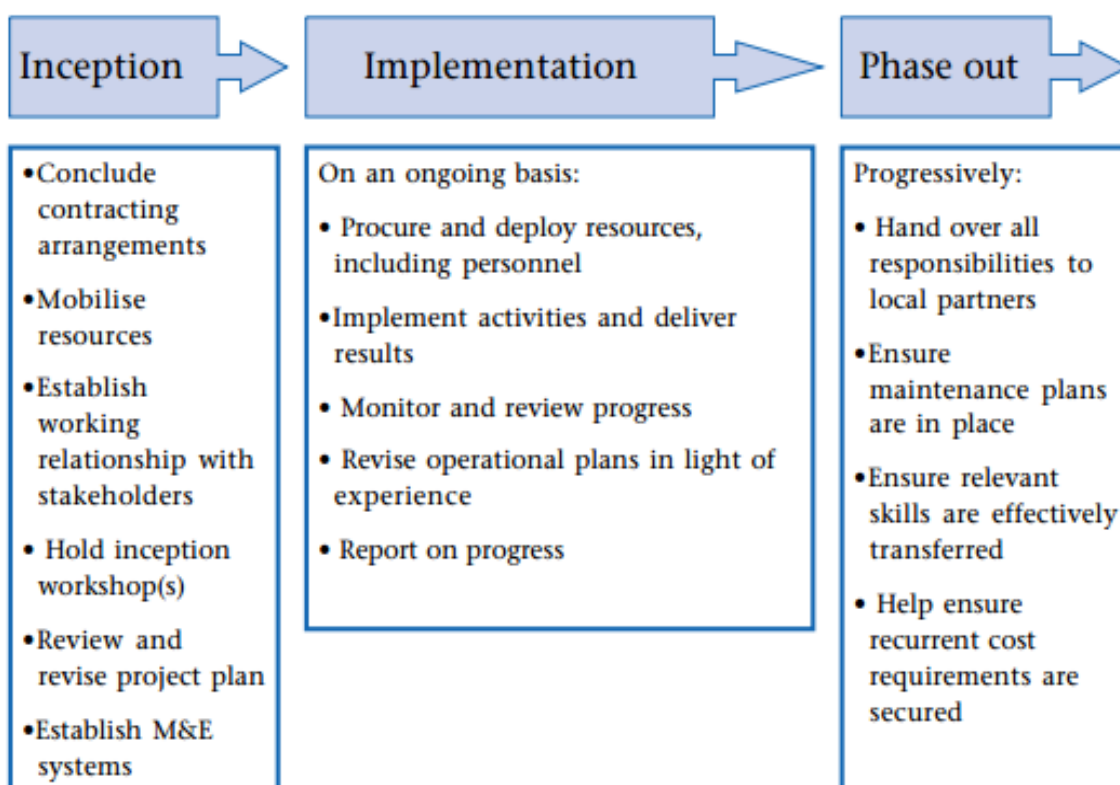 Inception
Implementation
Phase out
•Conclude
contracting
arrangements
•Mobilise
resources
•Establish
working
relationship with
stakeholders
• Hold inception
workshop(s)
•Review and
revise project plan
•Establish M&E
systems
On an ongoing basis:
• Procure and deploy resources,
including personnel
•Implement activities and deliver
results
• Monitor and review progress
• Revise operational plans in light of
experience
• Report on progress
Progressively:
• Hand over all
responsibilities to
local partners
•Ensure
maintenance plans
are in place
•Ensure relevant
skills are effectively
transferred
• Help ensure
recurrent cost
requirements are
secured